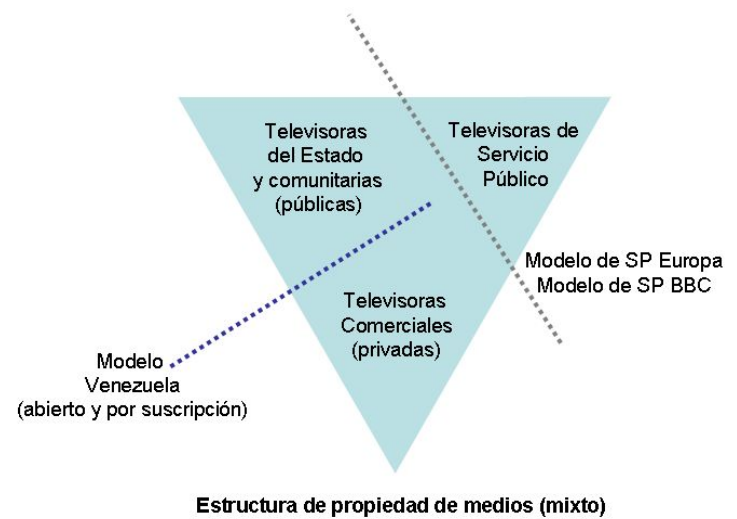 Televisoras
del Estado
y comunitarias
(públicas)
Televisoras de
Servicio
Público
Modelo de SP Europa
Modelo de SP BBC
Televisoras
Comerciales
(privadas)
Modelo
Venezuela
(abierto y por suscripción)
Estructura de propiedad de medios (mixto)